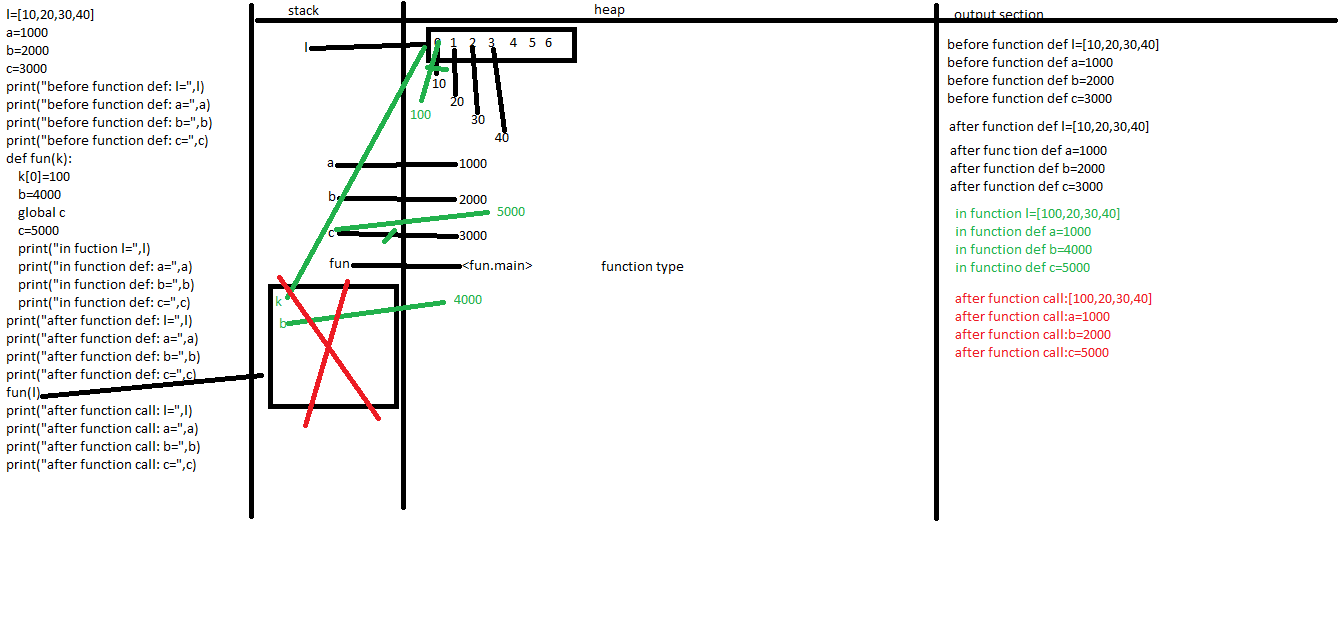 l=[10,20,30,40]
a=1000
b=2000
c=3000
print("before function def: l=",l)
print("before function def: a=",a)
print("before function def: b=",b)
print("before function def: c=",c)
def fun(k):
k[0]=100
b=4000
global c
c=5000
print("in fuction l=",l)
print("in function def: a=",a)
print("in function def: b=",b)
print("in function def: c=",c)
print("after function def: l=",l)
print("after function def: a=",a)
print("after function def: b=",b)
print("after function def: c=",c)
fun(l)
print("after function call: l=",l)
print("after function call: a=",a)
print("after function call: b=",b)
print("after function call: c=",c)
stack
l
a
b
c
fun
k
b
heap
0 1 2 3 4 5 6
10
20
100
30
40
1000
2000
5000
3000
<fun.main> function type
4000
output section
before function def l=[10,20,30,40]
before function def a=1000
before function def b=2000
before function def c=3000
after function def l=[10,20,30,40]
after func tion def a=1000
after function def b=2000
after function def c=3000
in function l=[100,20,30,40]
in function def a=1000
in function def b=4000
in functino def c=5000
after function call:[100,20,30,40]
after function call:a=1000
after function call:b=2000
after function call:c=5000